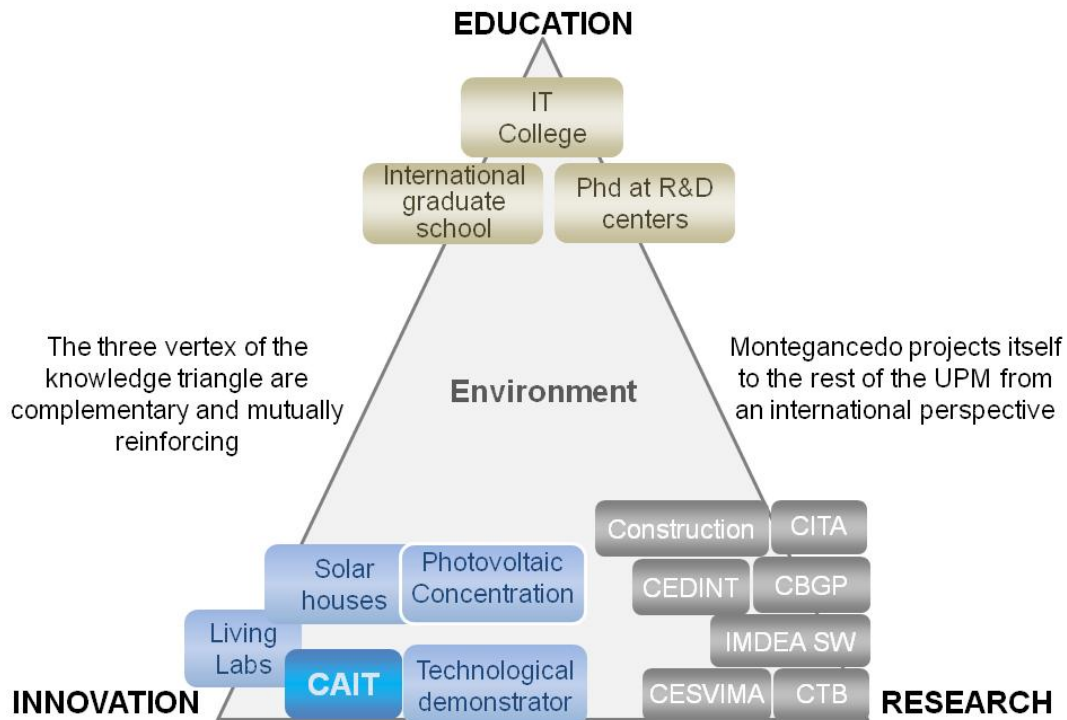 EDUCATION
IT
College
International
graduate
school
Phd at R&D
centers
The three vertex of the
knowledge triangle are
complementary and mutually
reinforcing
Environment
Montegancedo projects itself
to the rest of the UPM from
an international perspective
Solar
houses
Photovoltaic
Concentration
Living
Labs
CAIT
Technological
demonstrator
Construction
CITA
CEDINT
CBGP
IMDEA SW
CESVIMA
CTB
INNOVATION
RESEARCH